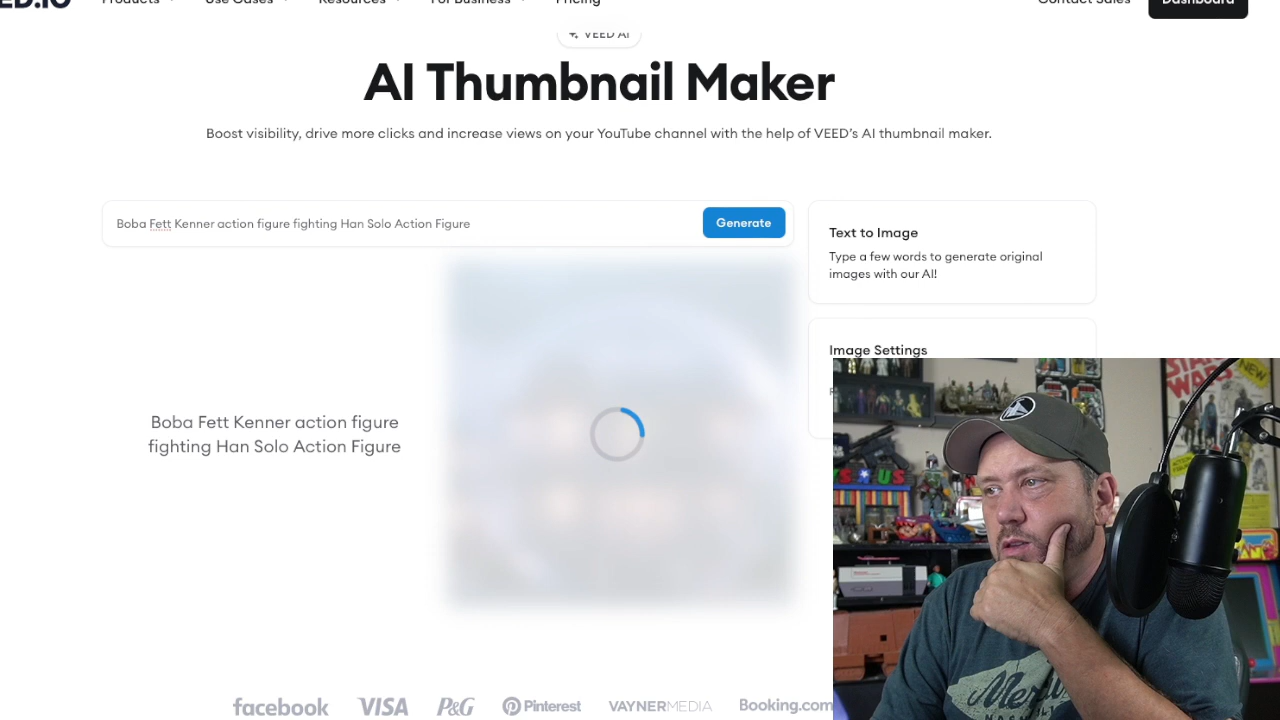 Products
Use Cases
Resources
For Business
Pricing
Contact Sales
Dashboard
VEED AI
AI Thumbnail Maker
Boost visibility, drive more clicks and increase views on your YouTube channel with the help of VEED's AI thumbnail maker.
Boba Fett Kenner action figure fighting Han Solo Action Figure
Generate
Text to Image
Type a few words to generate original
images with our AI!
Image Settings
Boba Fett Kenner action figure
fighting Han Solo Action Figure
facebook
VISA
P&G
Pinterest
VAYNERMEDIA
Booking.com
STAR
WARS
NEW
R US